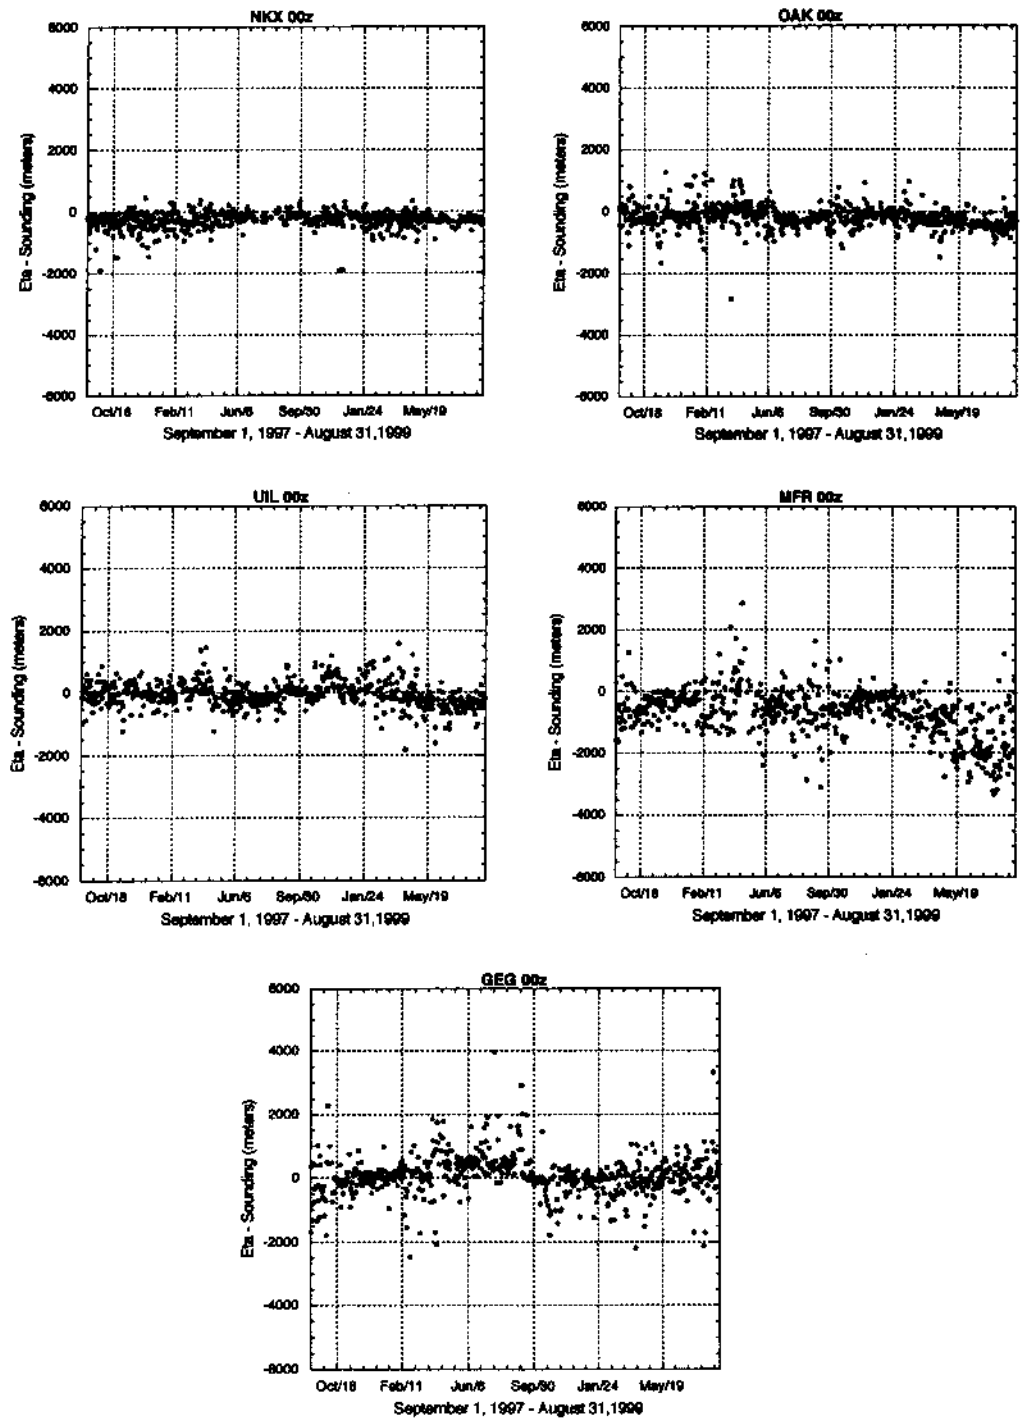 NKX 00z
6000
4000
2000
0
-2000
-4000
-6000
Eta - Sounding (meters)
Oct/18 Feb/11 Jun/6 Sep/30 Jan/24 May/19
September 1, 1997 - August 31,1999
OAK 00z
6000
4000
2000
0
-2000
-4000
-6000
Eta - Sounding (meters)
Oct/18 Feb/11 Jun/6 Sep/30 Jan/24 May/19
September 1, 1997 - August 31,1999
UIL 00z
6000
4000
2000
0
-2000
-4000
-6000
Eta - Sounding (meters)
Oct/18 Feb/11 Jun/6 Sep/30 Jan/24 May/19
September 1, 1997 - August 31,1999
MFR 00z
6000
4000
2000
0
-2000
-4000
-6000
Eta - Sounding (meters)
Oct/18 Feb/11 Jun/6 Sep/30 Jan/24 May/19
September 1, 1997 - August 31,1999
GEG 00z
6000
4000
2000
0
-2000
-4000
-6000
Eta - Sounding (meters)
Oct/18 Feb/11 Jun/6 Sep/30 Jan/24 May/19
September 1, 1997 - August 31,1999